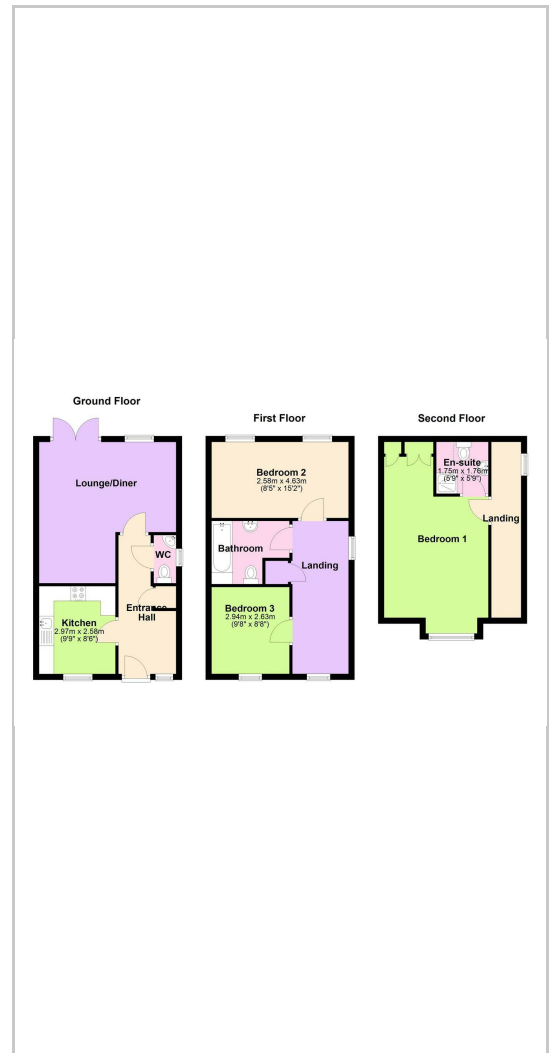 Ground Floor
Lounge/Diner
WC
Kitchen
2.97m x 2.58m
(9'9" x 8'6")
Entrance
Hall
First Floor
Bedroom 2
2.58m x 4.63m
(8'5" x 15'2")
Bathroom
Landing
Bedroom 3
2.94m x 2.63m
(9'8" x 8'8")
Second Floor
En-suite
1.75m x 1.76m
(5'9" x 5'9")
Landing
Bedroom 1